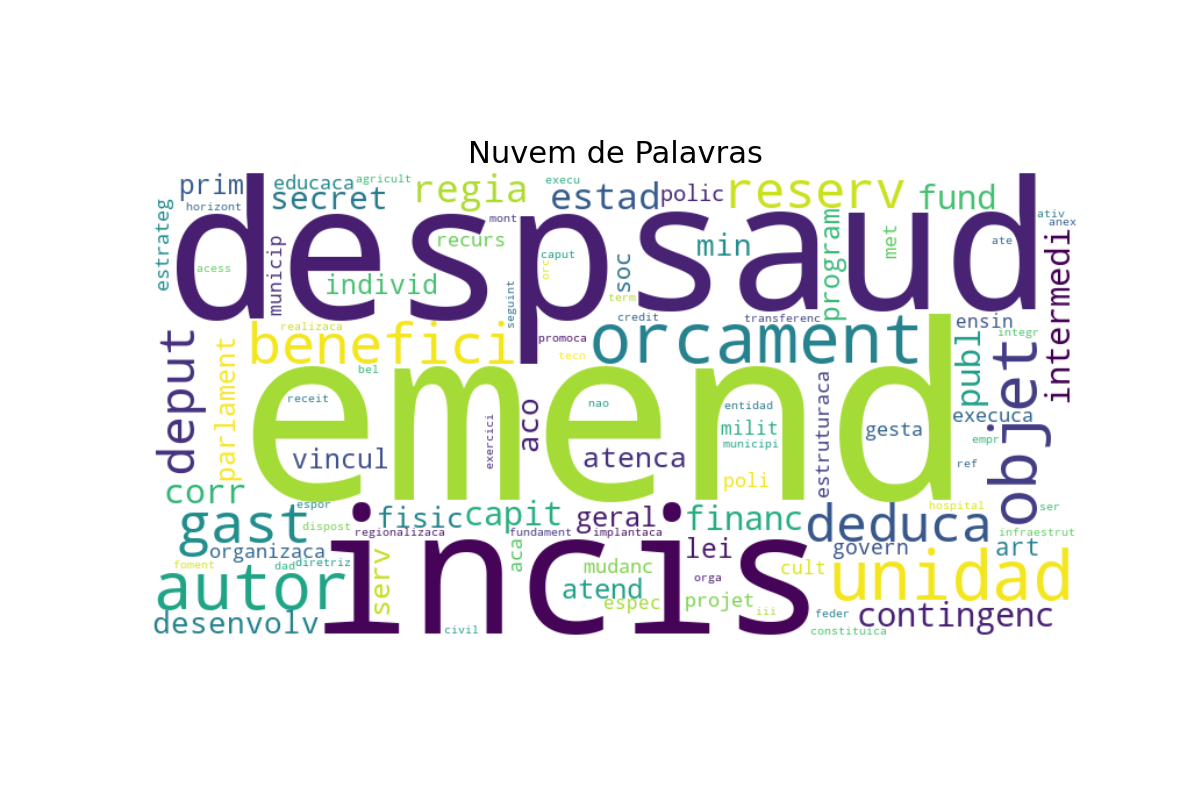 Nuvem de Palavras
prim
educaca
agricult
execu
secret
regia
estad
polic
reserv
fund
horizont
estrateg
desp
saud
mont
ativ
anex
acess
municip
recurs
caput
orc
soc
min
program
met
ate
intermedi
individ
seguint
term
credit
transferenc
realizaca
benefici
promoca
tecn
orcament
ensin
integr
publ
objet
deput
parlament
bel
emend
receit
nao
entidad
estruturaca
execuca
aco
exercici
milit
municipi
gesta
empr
vincul
atenca
poli
ref
corr
espor
hospital
ser
gast
dispost
fisic
capit
geral
financ
deduca
infraestrut
regionalizaca
fundament
implantaca
incis
organizaca
aca
lei
govern
art
foment
dad
diretriz
serv
mudanc
cult
unidad
autor
atend
orga
espec
projet
iii
feder
contingenc
desenvolv
civil
constituica